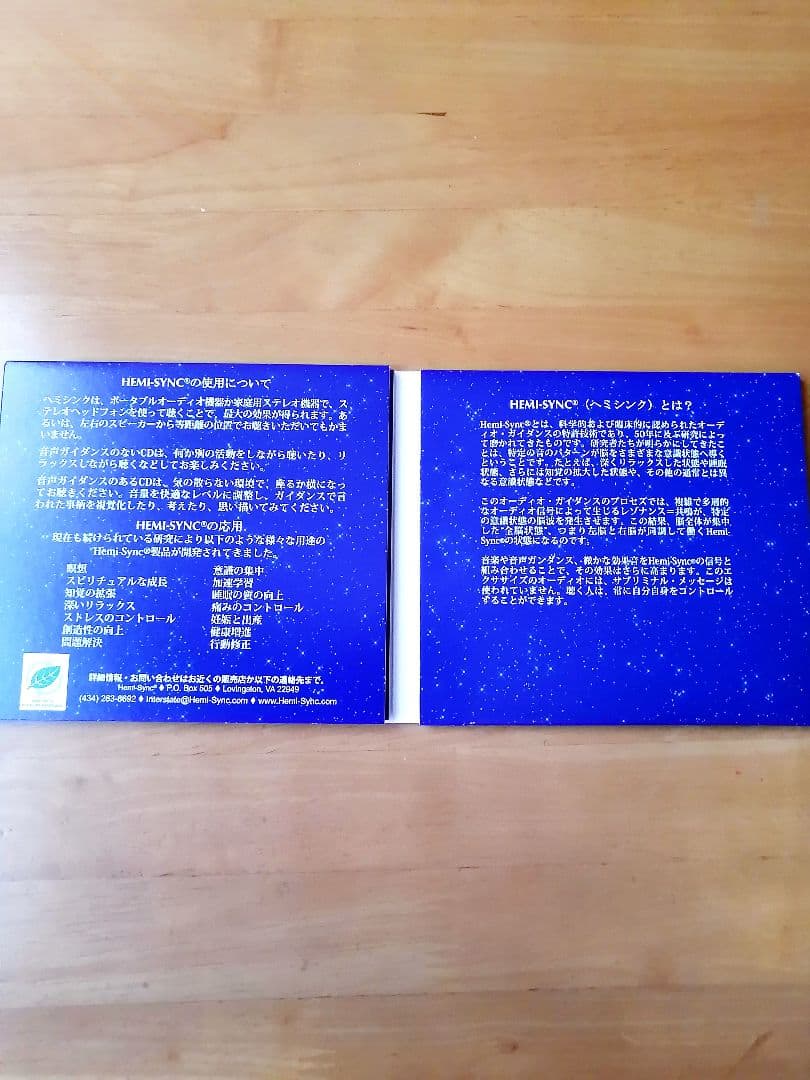 HEMI-SYNC®の使用について
ヘミシンクは、ポータブルオーディオ機器か家庭用ステレオ機器で、ス
テレオヘッドフォンを使って聴くことで、最大の効果が得られます。あ
るいは、左右のスピーカーから等距離の位置でお聴きいただいてもかま
いません。
音声ガイダンスのないCDは、何か別の活動をしながら聴いたり、リ
ラックスしながら聴くなどしてお楽しみください。
音声ガイダンスのあるCDは、気の散らない環境で、座るか横になっ
てお聴きください。音量を快適なレベルに調整し、ガイダンスで言
われた事柄を視覚化したり、考えたり、思い描いてみてください。
HEMI-SYNC®の応用
現在も続けられている研究により以下のような様々な用途の
Hemi-Sync®製品が開発されてきました。
瞑想
スピリチュアルな成長
知覚の拡張
深いリラックス
ストレスのコントロール
創造性の向上
問題解決
意識の集中
加速学習
睡眠の質の向上
痛みのコントロール
妊娠と出産
健康増進
行動修正
詳細情報・お問い合わせはお近くの販売店か以下の連絡先まで。
Hemi-Sync® ♦ P.O. Box 505 ♦ Lovingston, VA 22949
(434) 263-8692 ♦ Interstate@Hemi-Sync.com ♦ www.Hemi-Sync.com
HEMI-SYNC®（ヘミシンク）とは？
Hemi-Sync®とは、科学的および臨床的に認められたオーデ
ィオ・ガイダンスの特許技術であり、50年に及ぶ研究によっ
て磨かれてきたものです。研究者たちが明らかにしてきたこ
とは、特定の音のパターンが脳をさまざまな意識状態へ導く
ということです。たとえば、深くリラックスした状態や睡眠
状態、さらには知覚の拡大した状態や、その他の通常とは異
なる意識状態などです。
このオーディオ・ガイダンスのプロセスでは、複雑で多層的
なオーディオ信号によって生じるレゾナンス＝共鳴が、特定
の意識状態の脳波を発生させます。この結果、脳全体が集中
した“全脳状態”、つまり左脳と右脳が同調して働くHemi-
Sync®の状態になるのです。
音楽や音声ガンダンス、微かな効果音をHemi-Sync®の信号と
組み合わせることで、その効果はさらに高まります。このエ
クササイズのオーディオには、サブリミナル・メッセージは
使われていません。聴く人は、常に自分自身をコントロール
することができます。